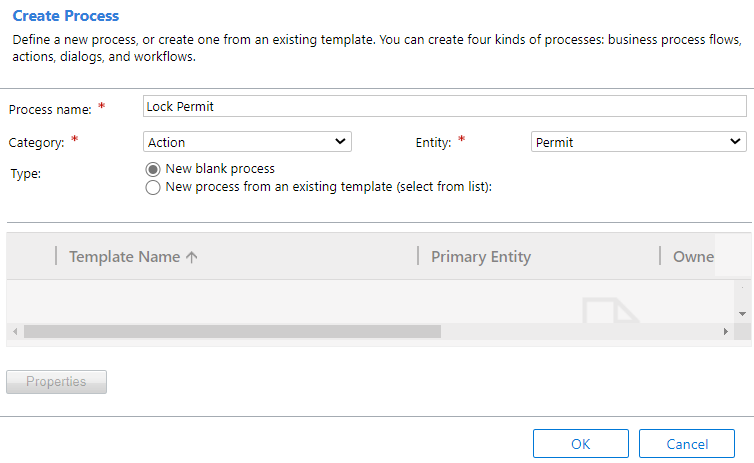 Create Process
Define a new process, or create one from an existing template. You can create four kinds of processes: business process flows,
actions, dialogs, and workflows.
Process name: * Lock Permit
Category: * Action Entity: * Permit
Type: New blank process
New process from an existing template (select from list):
Template Name ↑ Primary Entity Owne
Properties
OK Cancel